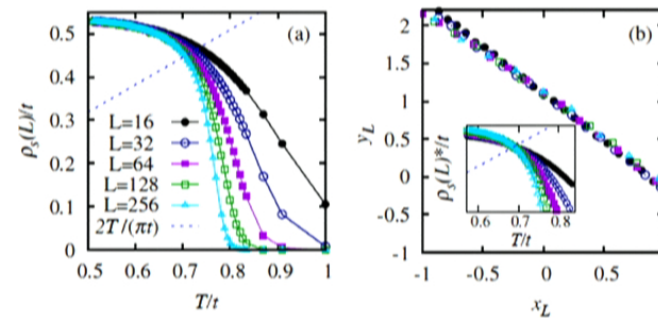 (a)
ρₛ(L)/t
0.5
0.4
0.3
0.2
0.1
0
L=16
L=32
L=64
L=128
L=256
2T/(πt)
0.5 0.6 0.7 0.8 0.9 1
T/t
(b)
y_L
2
1.5
1
0.5
0
-0.5
-1
ρₛ(L)*/t
0.6 0.7 0.8
T/t
-1 -0.5 0 0.5
x_L